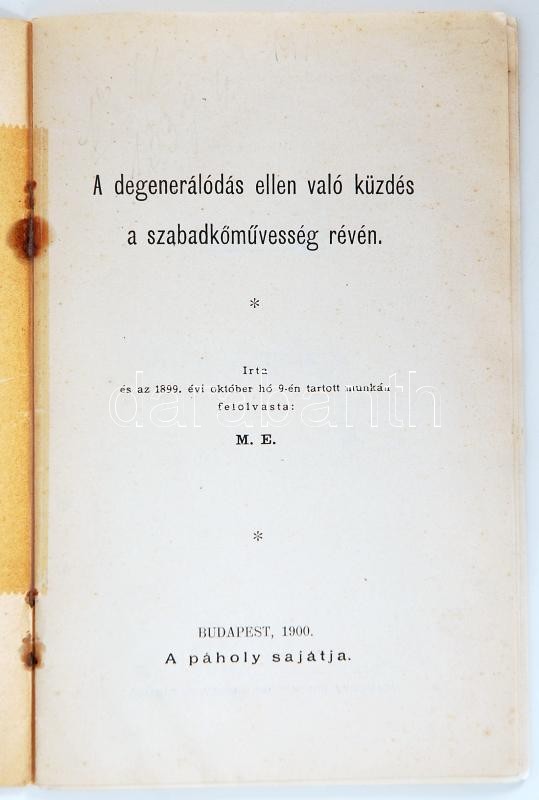 A degenerálódás ellen való küzdés
a szabadkőművesség révén.
*
Irta
és az 1899. évi október hó 9-én tartott munkán
felolvasta:
darabanth
M. E.
*
BUDAPEST, 1900.
A páholy sajátja.